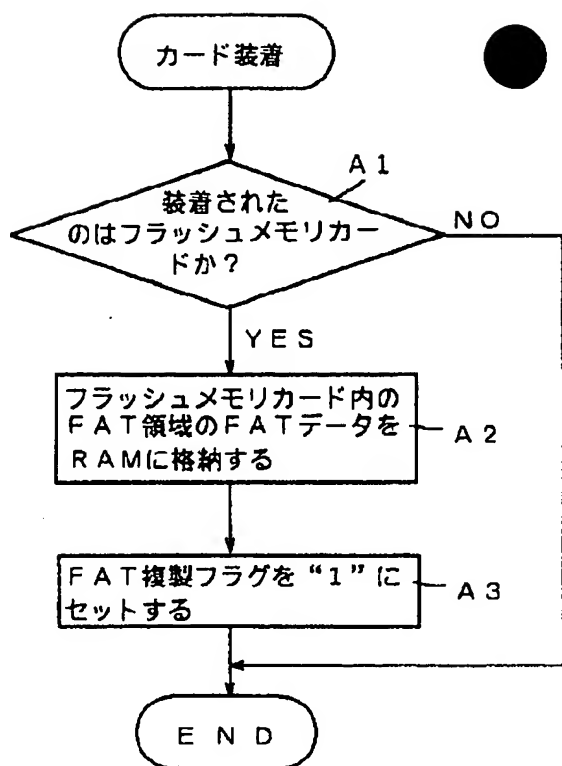 カード装着
A1
装着された
のはフラッシュメモリカー
ドか？
NO
YES
フラッシュメモリカード内の
FAT領域のFATデータを
RAMに格納する
A2
FAT複製フラグを“1”に
セットする
A3
END